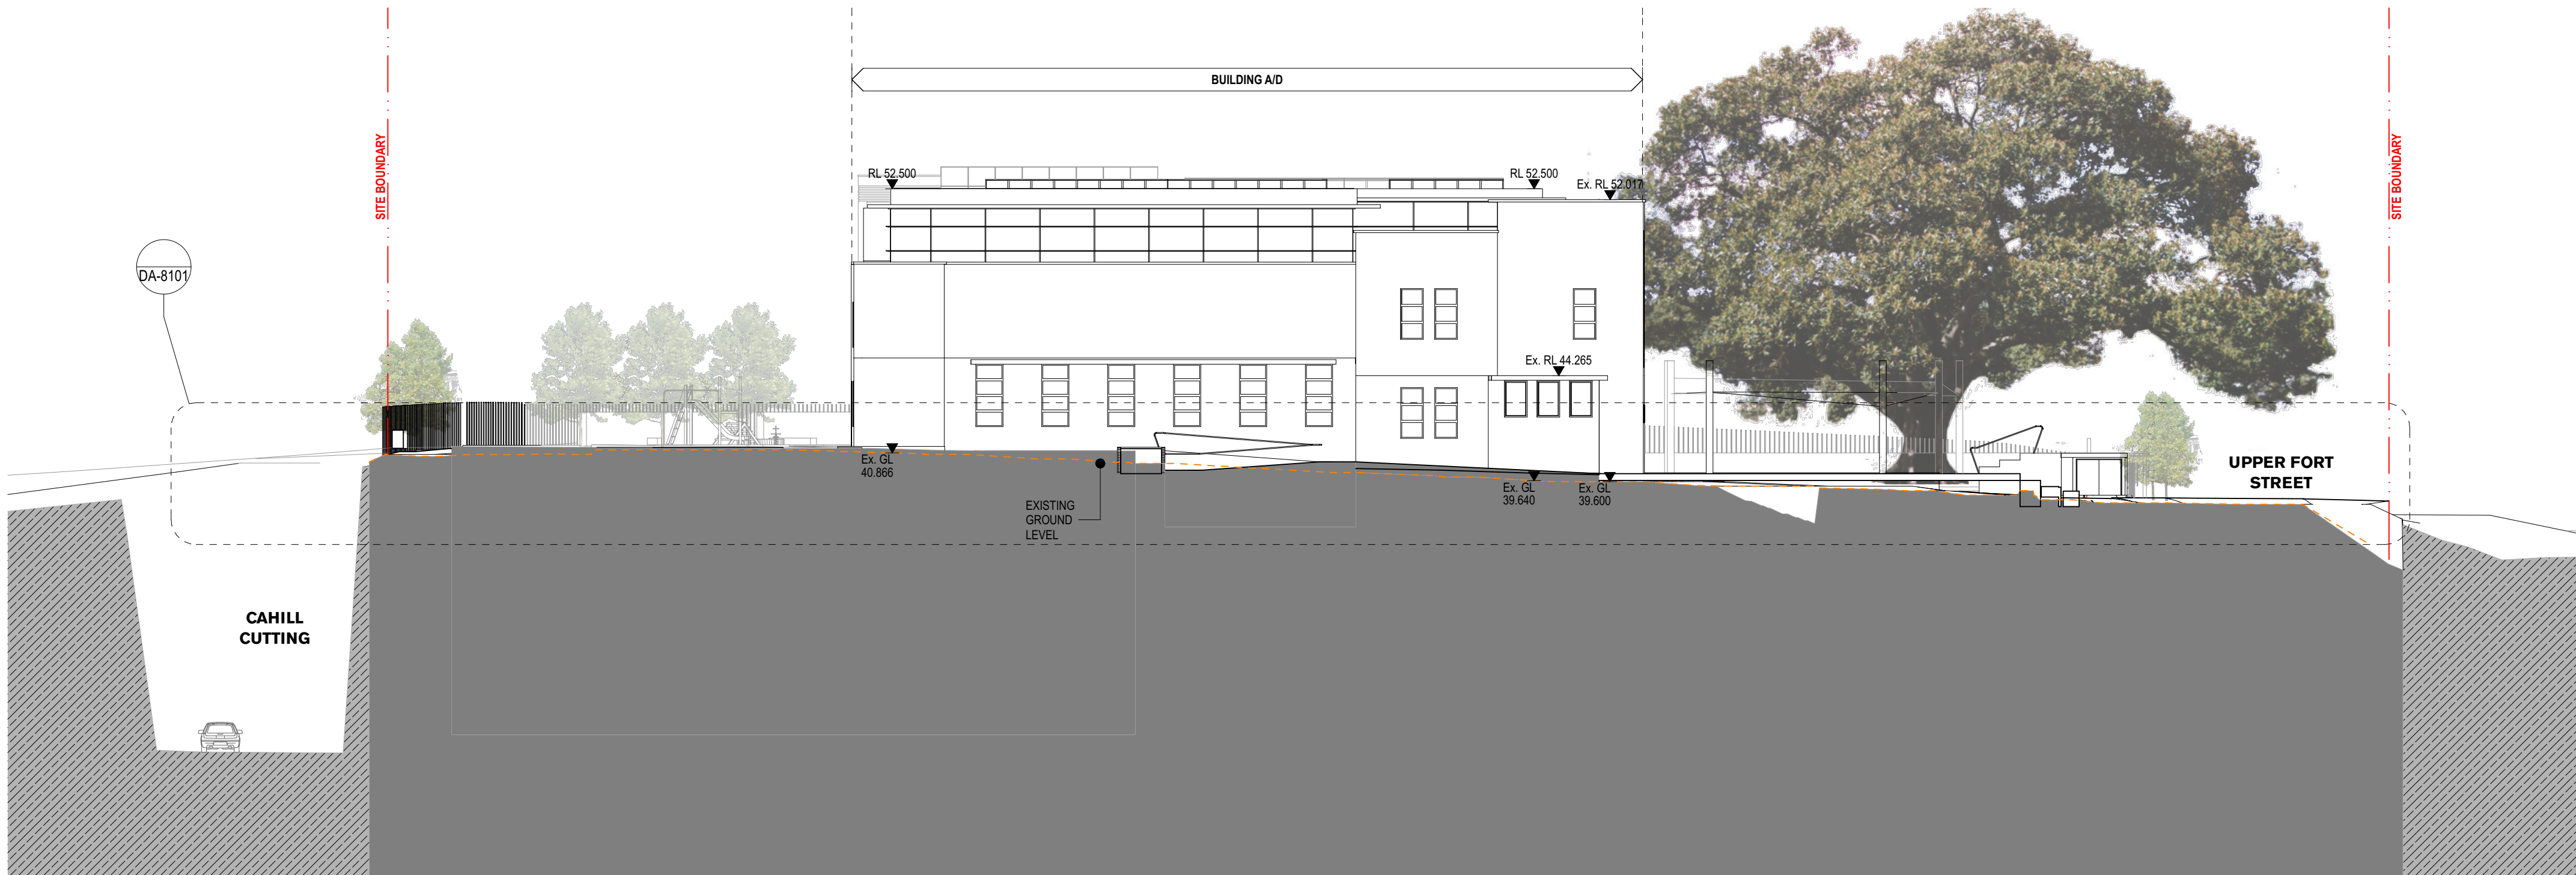 BUILDING A/D
SITE BOUNDARY
SITE BOUNDARY
RL 52.500
RL 52.500
Ex. RL 52.017
DA-8101
Ex. RL 44.265
Ex. GL
40.866
EXISTING
GROUND
LEVEL
Ex. GL
39.640
Ex. GL
39.600
UPPER FORT
STREET
CAHILL
CUTTING